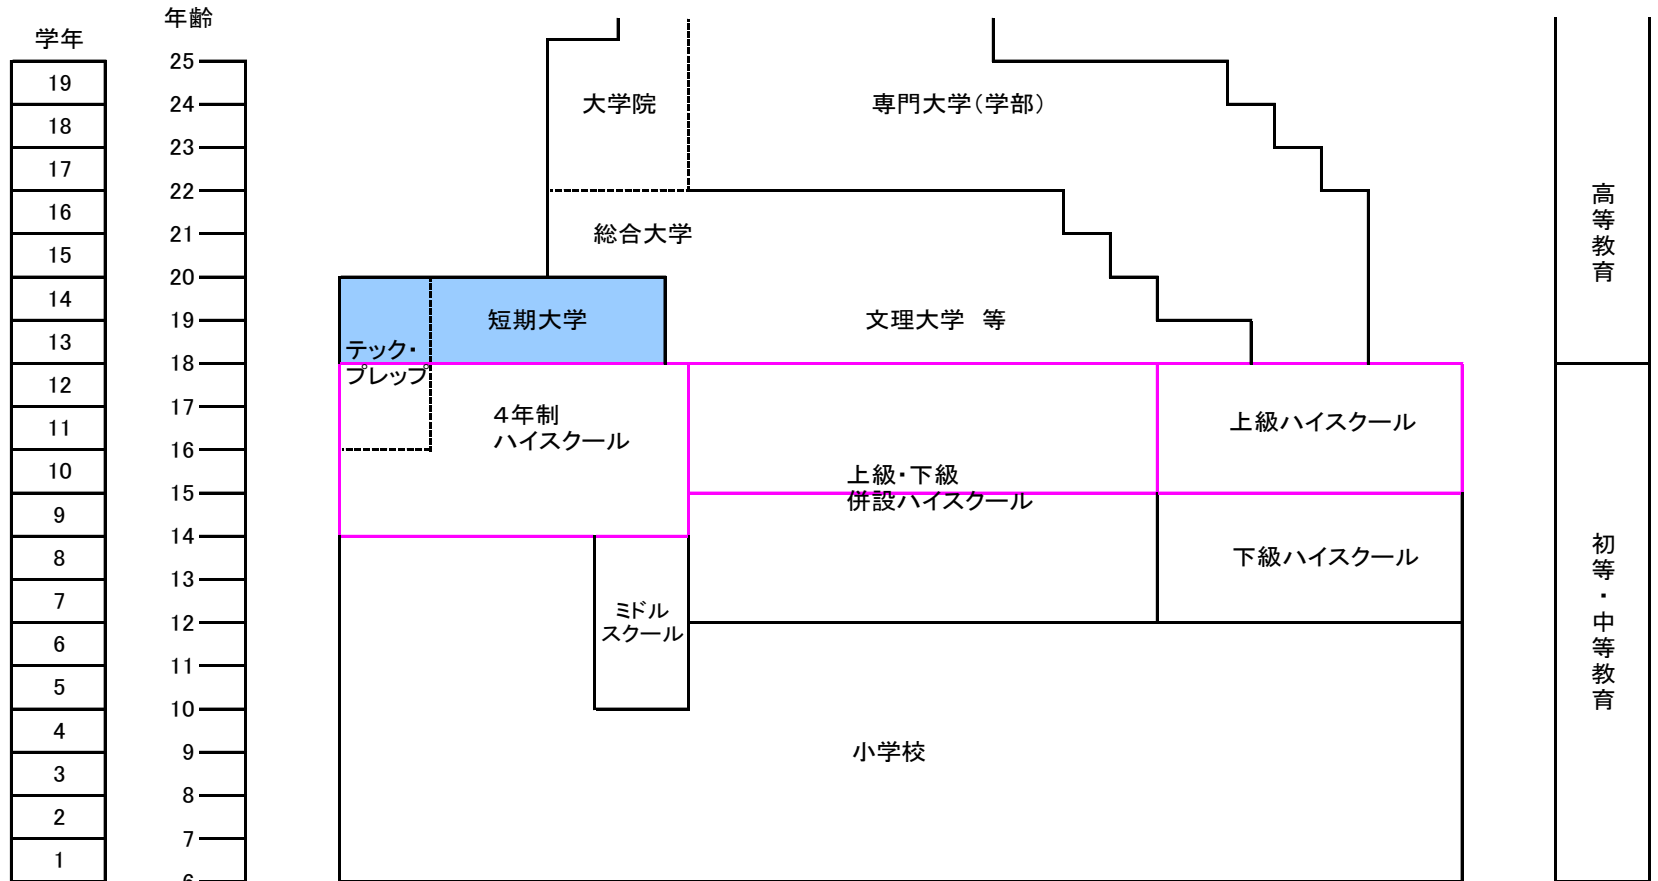 学年
年齢
19
18
17
16
15
14
13
12
11
10
9
8
7
6
5
4
3
2
1
25
24
23
22
21
20
19
18
17
16
15
14
13
12
11
10
9
8
7
大学院
専門大学(学部)
総合大学
短期大学
文理大学 等
テック・
プレップ
4年制
ハイスクール
上級・下級
併設ハイスクール
上級ハイスクール
下級ハイスクール
ミドル
スクール
小学校
高等教育
初等・中等教育